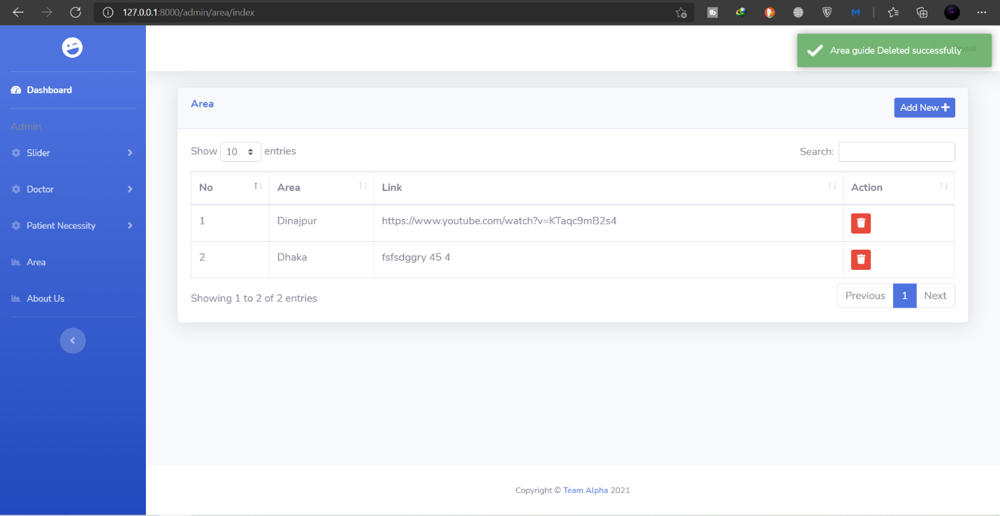 127.0.0.1:8000/admin/area/index
Area guide Deleted successfully
Dashboard
Admin
Slider
Doctor
Patient Necessity
Area
About Us
Area
Add New
Show 10 entries
Search:
No Area Link Action
1 Dinajpur https://www.youtube.com/watch?v=KTaqc9mB2s4
2 Dhaka fsfsdggry 45 4
Showing 1 to 2 of 2 entries
Previous 1 Next
Copyright © Team Alpha 2021